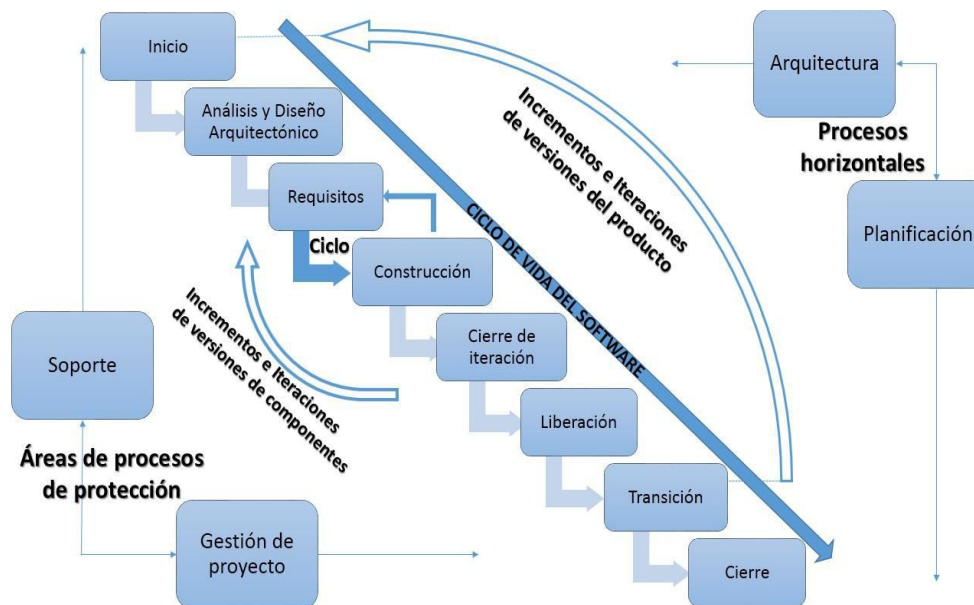 Inicio
Análisis y Diseño
Arquitectónico
Requisitos
Ciclo
Construcción
Cierre de
iteración
Liberación
Transición
Cierre
CICLO DE VIDA DEL SOFTWARE
Incrementos e Iteraciones
de versiones del producto
Incrementos e Iteraciones
de versiones de componentes
Arquitectura
Procesos
horizontales
Planificación
Soporte
Áreas de procesos
de protección
Gestión de
proyecto